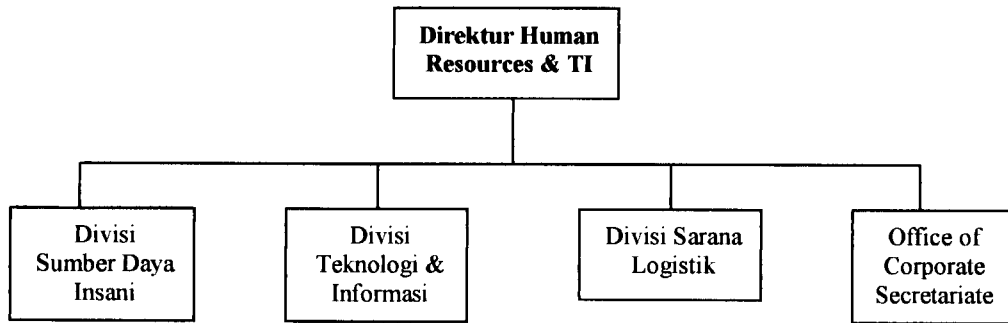 Direktur Human
Resources & TI
Divisi
Sumber Daya
Insani
Divisi
Teknologi &
Informasi
Divisi Sarana
Logistik
Office of
Corporate
Secretariate